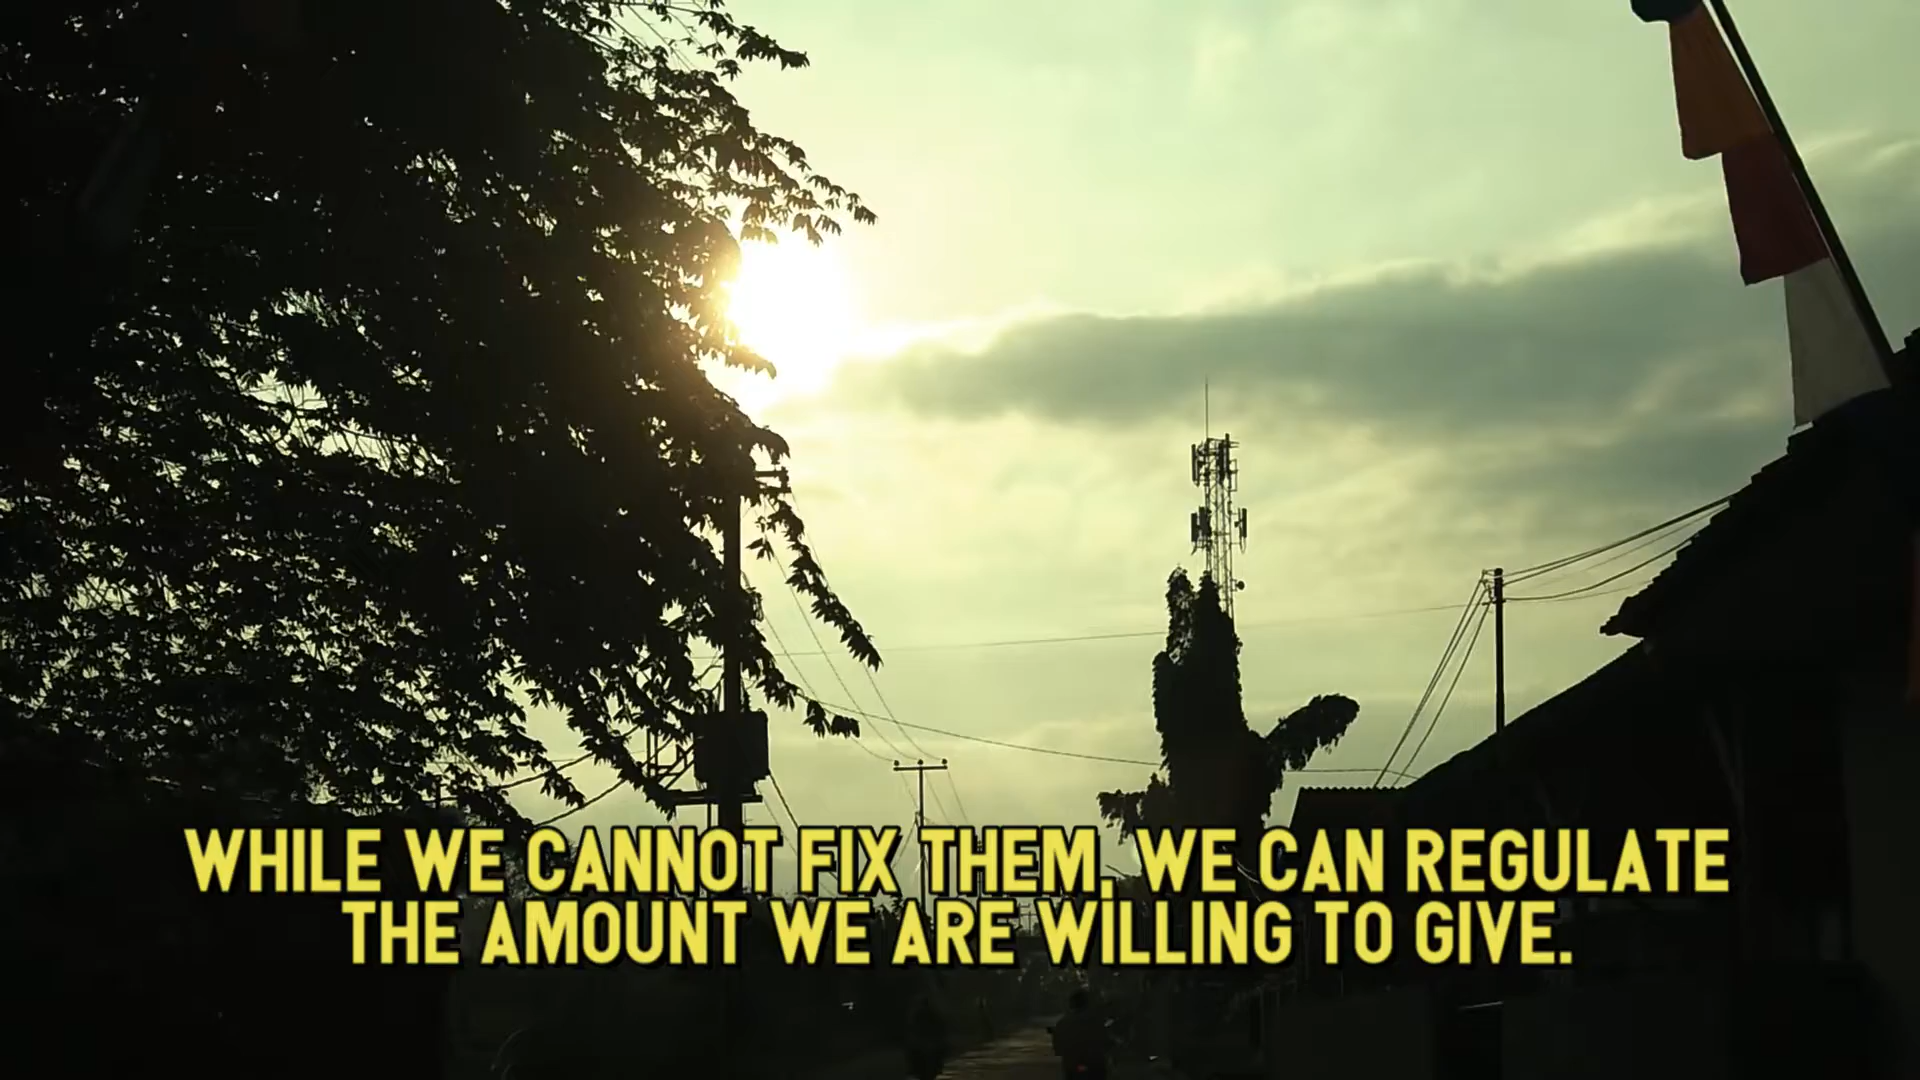 WHILE WE CANNOT FIX THEM, WE CAN REGULATE
THE AMOUNT WE ARE WILLING TO GIVE.